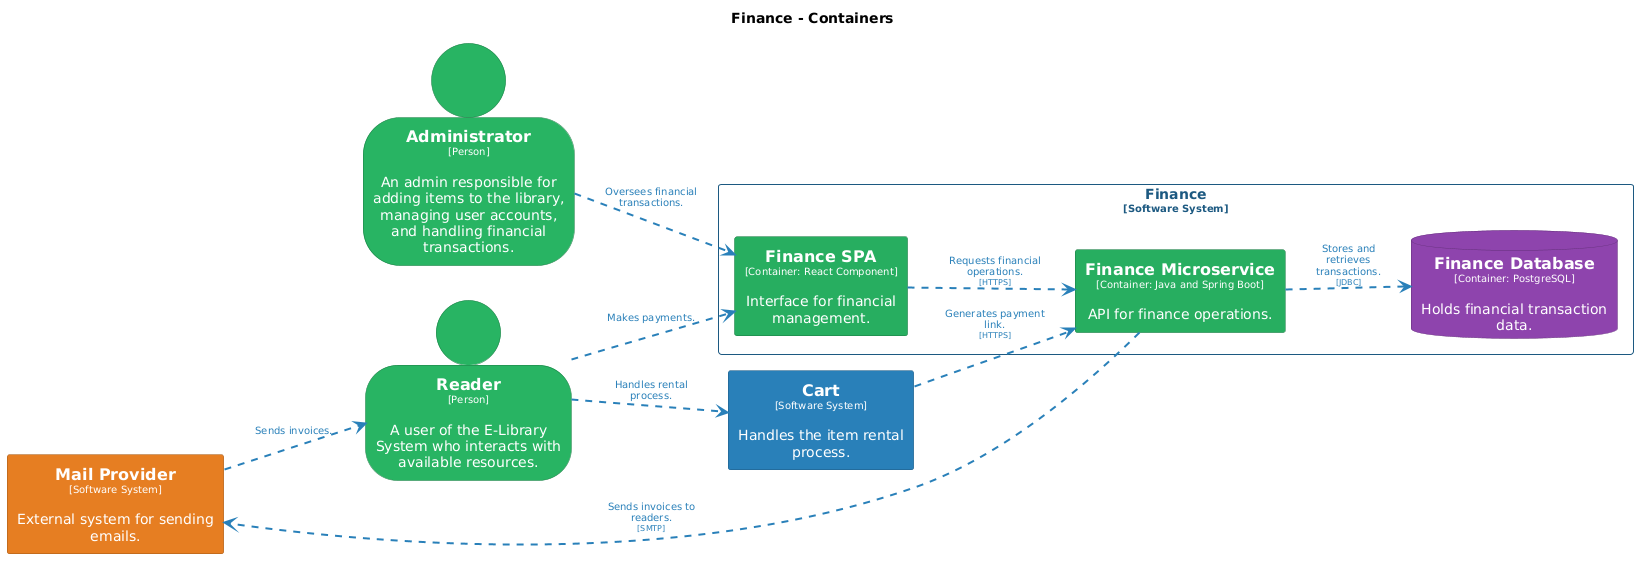 Finance - Containers
Administrator
[Person]
An admin responsible for
adding items to the library,
managing user accounts,
and handling financial
transactions.
Oversees financial
transactions.
Finance
[Software System]
Finance SPA
[Container: React Component]
Interface for financial
management.
Requests financial
operations.
[HTTPS]
Finance Microservice
[Container: Java and Spring Boot]
API for finance operations.
Stores and
retrieves
transactions.
[JDBC]
Finance Database
[Container: PostgreSQL]
Holds financial transaction
data.
Makes payments.
Generates payment
link.
[HTTPS]
Reader
[Person]
A user of the E-Library
System who interacts with
available resources.
Handles rental
process.
Cart
[Software System]
Handles the item rental
process.
Sends invoices.
Mail Provider
[Software System]
External system for sending
emails.
Sends invoices to
readers.
[SMTP]